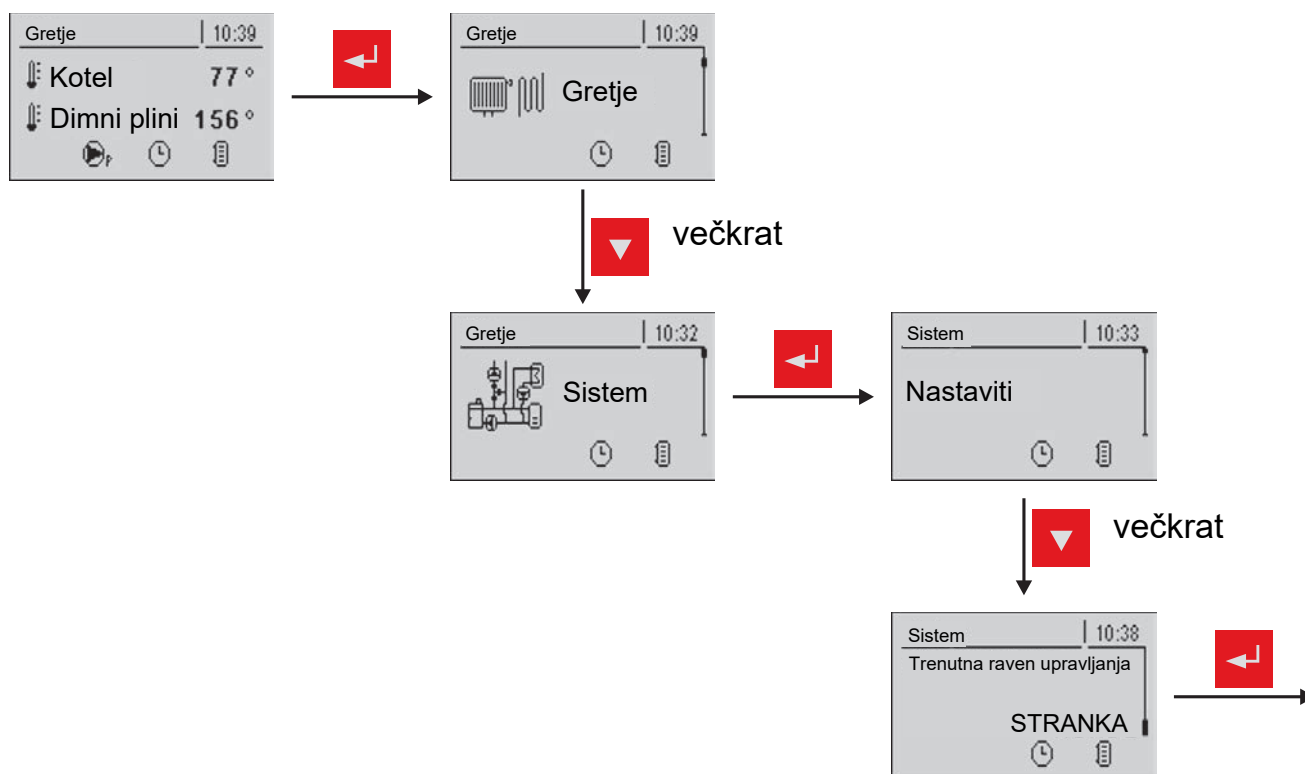 Gretje 10:39
Kotel 77°
Dimni plini 156°
P
Gretje 10:39
Gretje
večkrat
Gretje 10:32
Sistem
Sistem 10:33
Nastaviti
večkrat
Sistem 10:38
Trenutna raven upravljanja
STRANKA